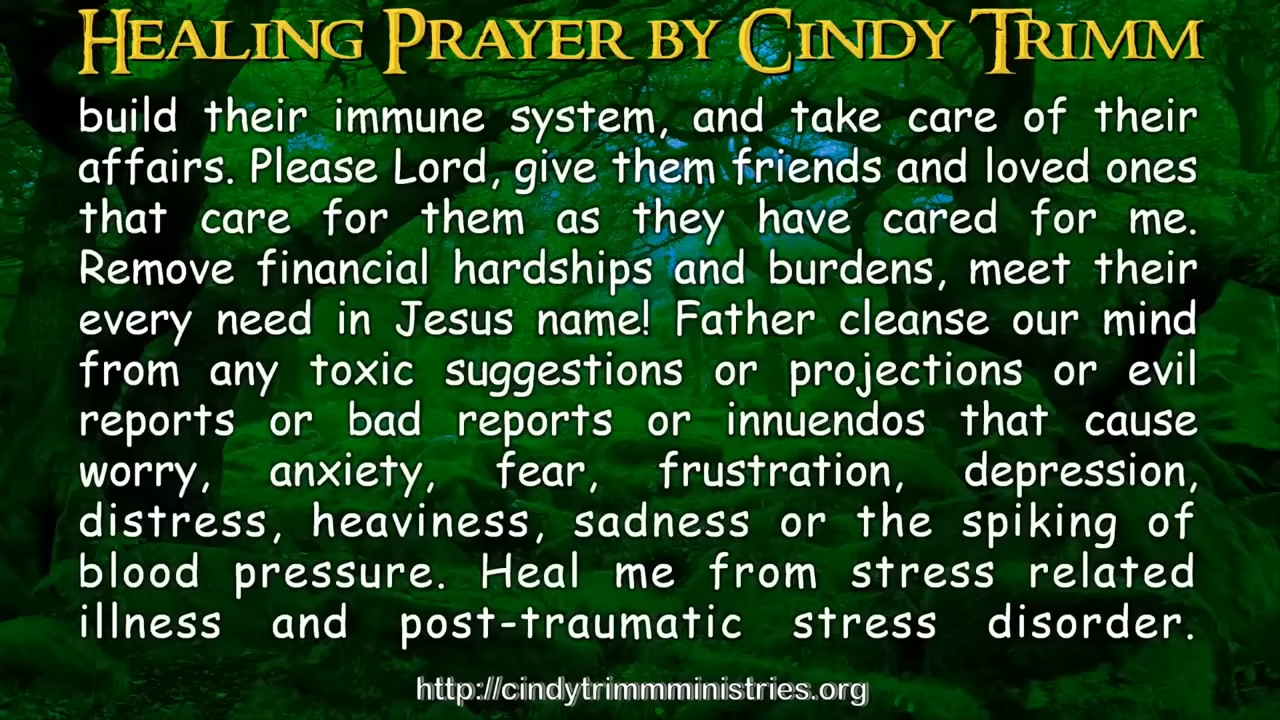 Healing Prayer by Cindy Trimm
build their immune system, and take care of their
affairs. Please Lord, give them friends and loved ones
that care for them as they have cared for me.
Remove financial hardships and burdens, meet their
every need in Jesus name! Father cleanse our mind
from any toxic suggestions or projections or evil
reports or bad reports or innuendos that cause
worry, anxiety, fear, frustration, depression,
distress, heaviness, sadness or the spiking of
blood pressure. Heal me from stress related
illness and post-traumatic stress disorder.
http://cindytrimmministries.org